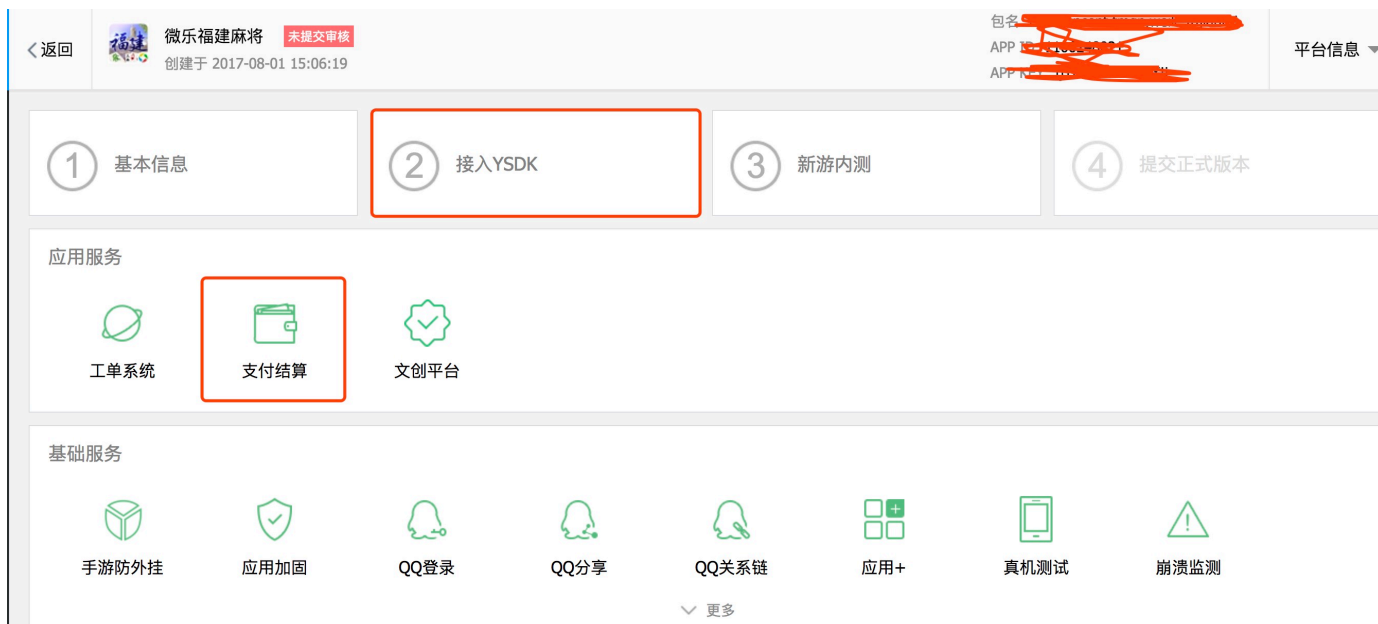 返回
福建
微乐福建麻将 未提交审核
创建于 2017-08-01 15:06:19
包名
APP ID
APP KEY
平台信息
1 基本信息
2 接入YSDK
3 新游内测
4 提交正式版本
应用服务
工单系统 支付结算 文创平台
基础服务
手游防外挂 应用加固 QQ登录 QQ分享 QQ关系链 应用+ 真机测试 崩溃监测
更多